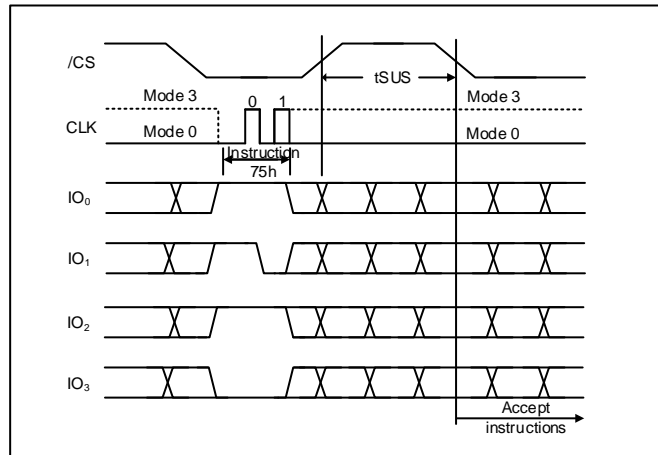 /CS
tSUS
Mode 3 0 1 Mode 3
CLK
Mode 0 Mode 0
Instruction
75h
IO₀
IO₁
IO₂
IO₃
Accept
instructions